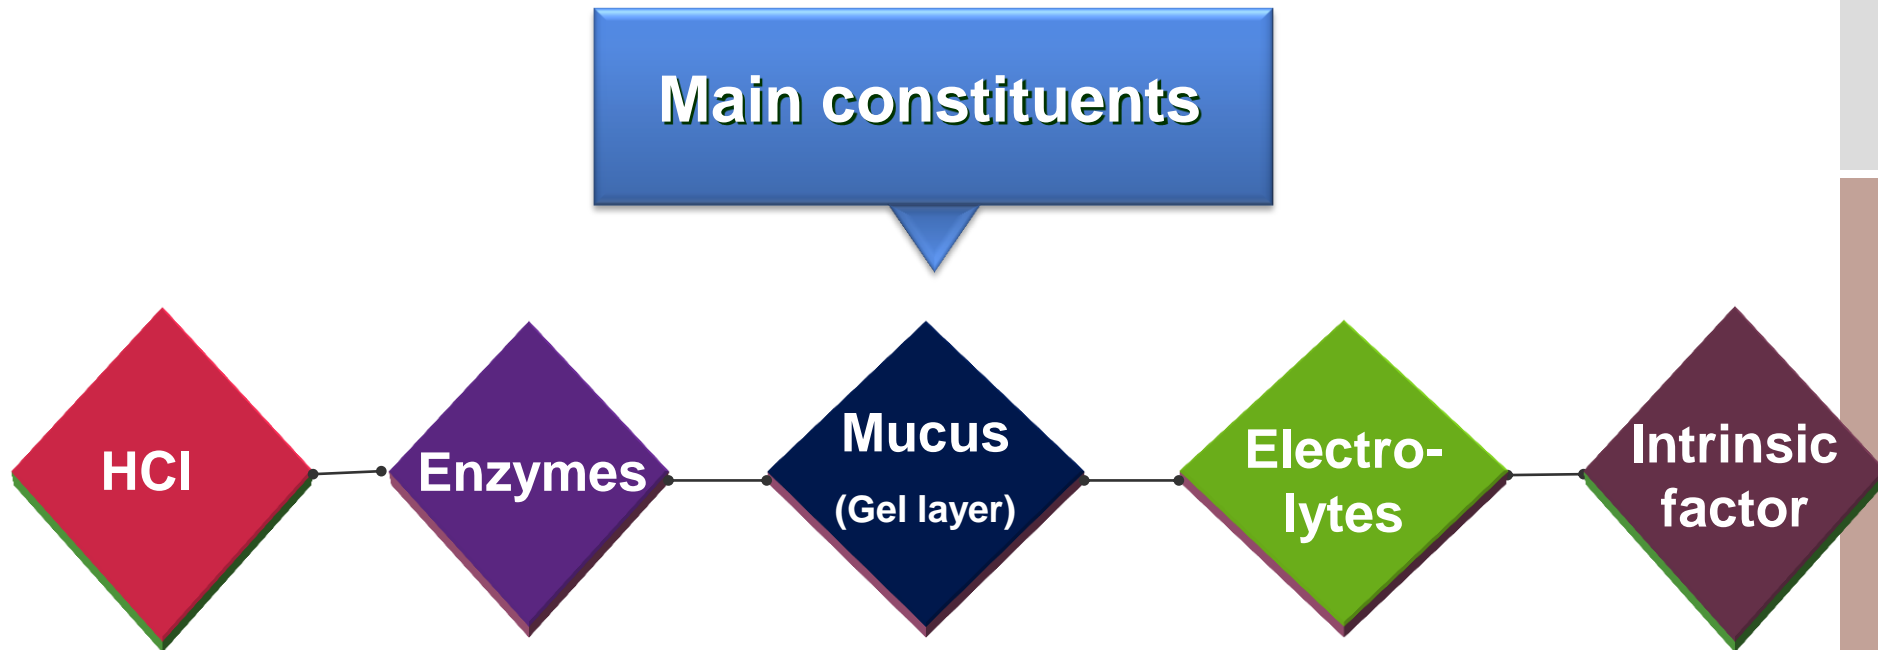 Main constituents
HCl
Enzymes
Mucus
(Gel layer)
Electro-
lytes
Intrinsic
factor